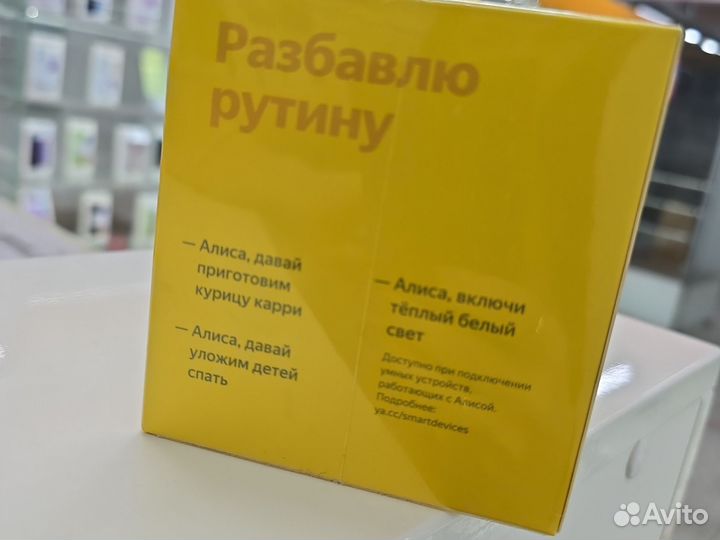 Разбавлю
рутину
— Алиса, давай
приготовим
курицу карри
— Алиса, давай
уложим детей
спать
— Алиса, включи
тёплый белый
свет
Доступно при подключении
умных устройств,
работающих с Алисой.
Подробнее:
ya.cc/smartdevices
Avito